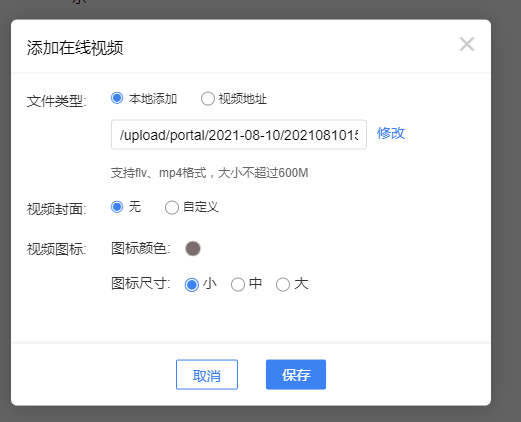 添加在线视频
文件类型: 本地添加 视频地址
/upload/portal/2021-08-10/2021081015 修改
支持flv、mp4格式，大小不超过600M
视频封面: 无 自定义
视频图标: 图标颜色:
图标尺寸: 小 中 大
取消 保存